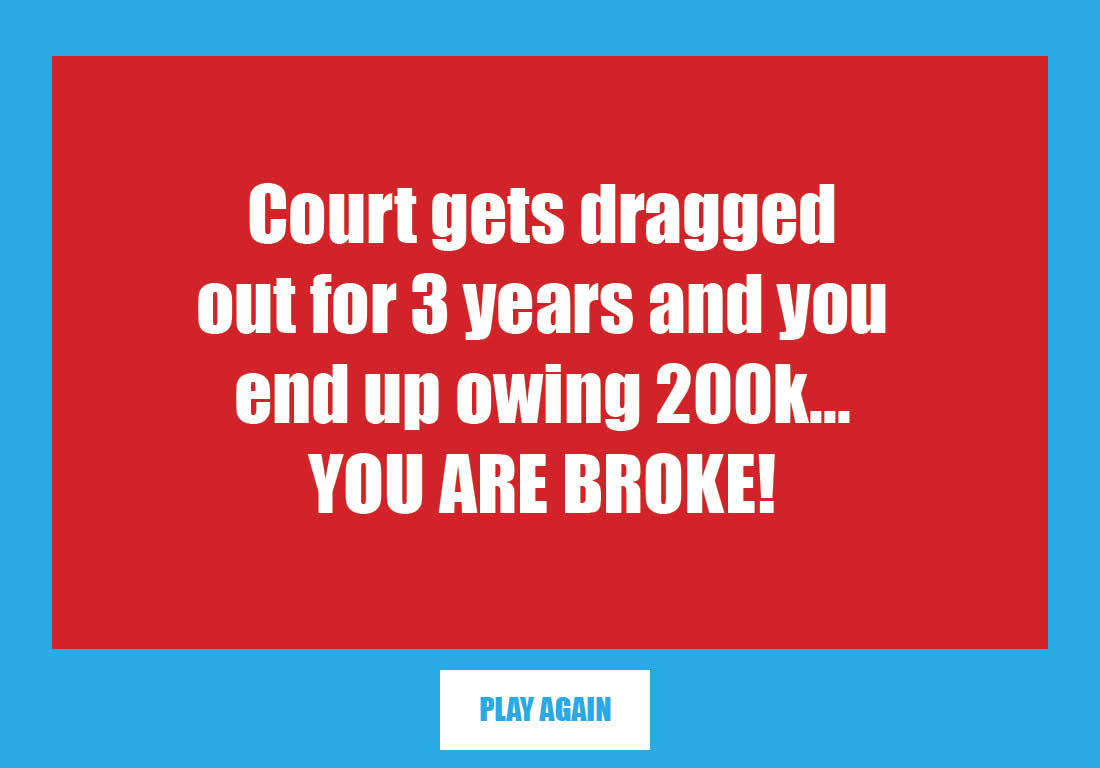 Court gets dragged
out for 3 years and you
end up owing 200k...
YOU ARE BROKE!
PLAY AGAIN